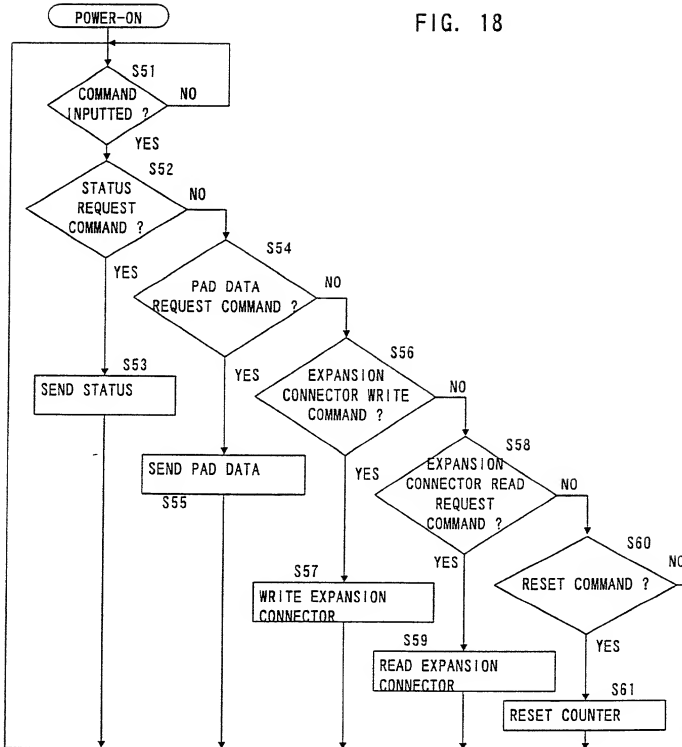 POWER-ON
FIG. 18
S51
COMMAND
INPUTTED ?
NO
YES
S52
STATUS
REQUEST
COMMAND ?
NO
YES
S54
PAD DATA
REQUEST COMMAND ?
NO
YES
S53
SEND STATUS
S56
EXPANSION
CONNECTOR WRITE
COMMAND ?
NO
YES
SEND PAD DATA
S55
S58
EXPANSION
CONNECTOR READ
REQUEST
COMMAND ?
NO
YES
S57
WRITE EXPANSION
CONNECTOR
S60
RESET COMMAND ?
NO
YES
S59
READ EXPANSION
CONNECTOR
S61
RESET COUNTER